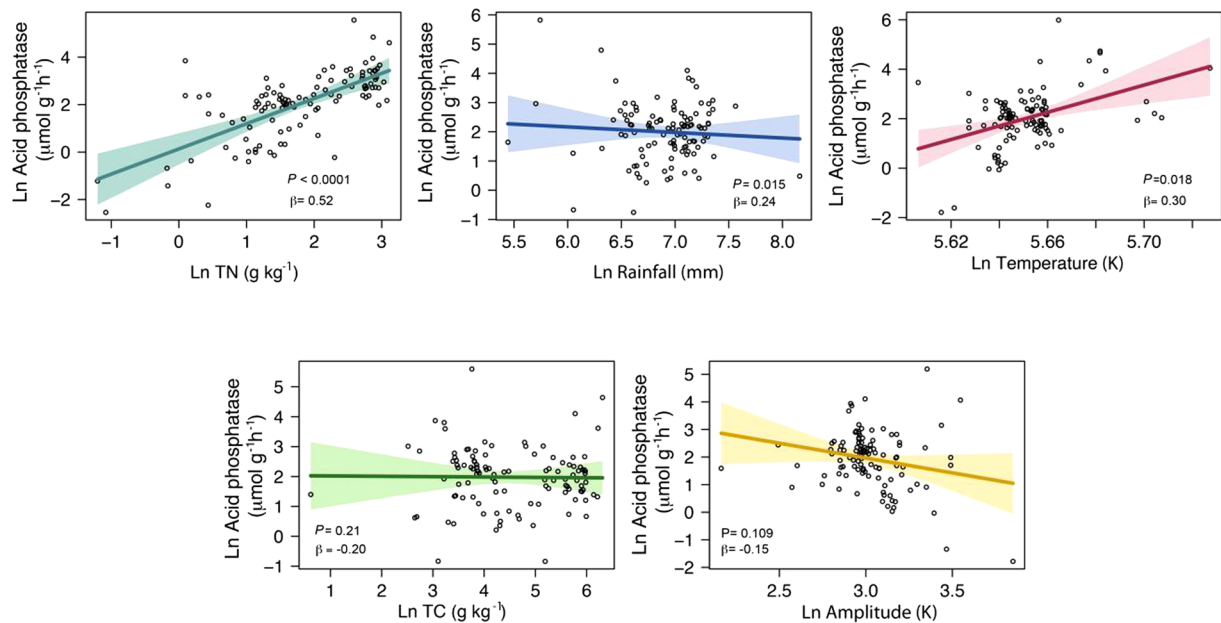 Ln Acid phosphatase
(μmol g⁻¹h⁻¹)
4
2
0
−2
P < 0.0001
β= 0.52
−1
0
1
2
3
Ln TN (g kg⁻¹)
Ln Acid phosphatase
(μmol g⁻¹h⁻¹)
6
5
4
3
2
1
0
−1
P= 0.015
β= 0.24
5.5
6.0
6.5
7.0
7.5
8.0
Ln Rainfall (mm)
Ln Acid phosphatase
(μmol g⁻¹h⁻¹)
6
4
2
0
−2
P=0.018
β= 0.30
5.62
5.66
5.70
Ln Temperature (K)
Ln Acid phosphatase
(μmol g⁻¹h⁻¹)
5
4
3
2
1
0
−1
P = 0.21
β = -0.20
1
2
3
4
5
6
Ln TC (g kg⁻¹)
Ln Acid phosphatase
(μmol g⁻¹h⁻¹)
5
4
3
2
1
0
−1
−2
P= 0.109
β= -0.15
2.5
3.0
3.5
Ln Amplitude (K)